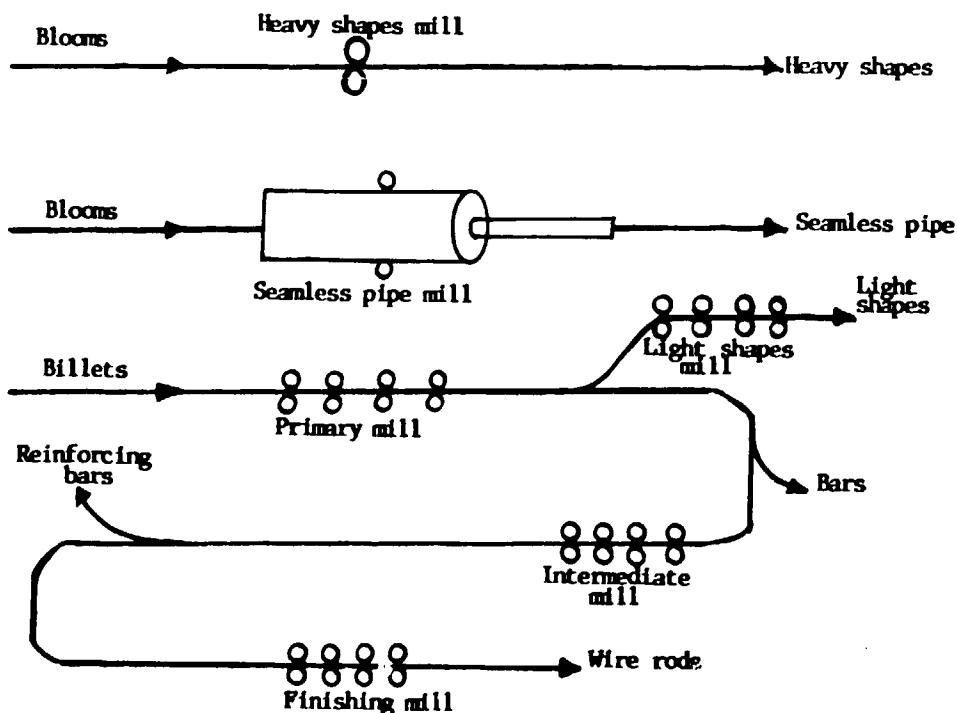 Heavy shapes mill
Blooms
Heavy shapes
Blooms
Seamless pipe
Seamless pipe mill
Light
shapes
Light shapes
mill
Billets
Primary mill
Reinforcing
bars
Bars
Intermediate
mill
Wire rods
Finishing mill